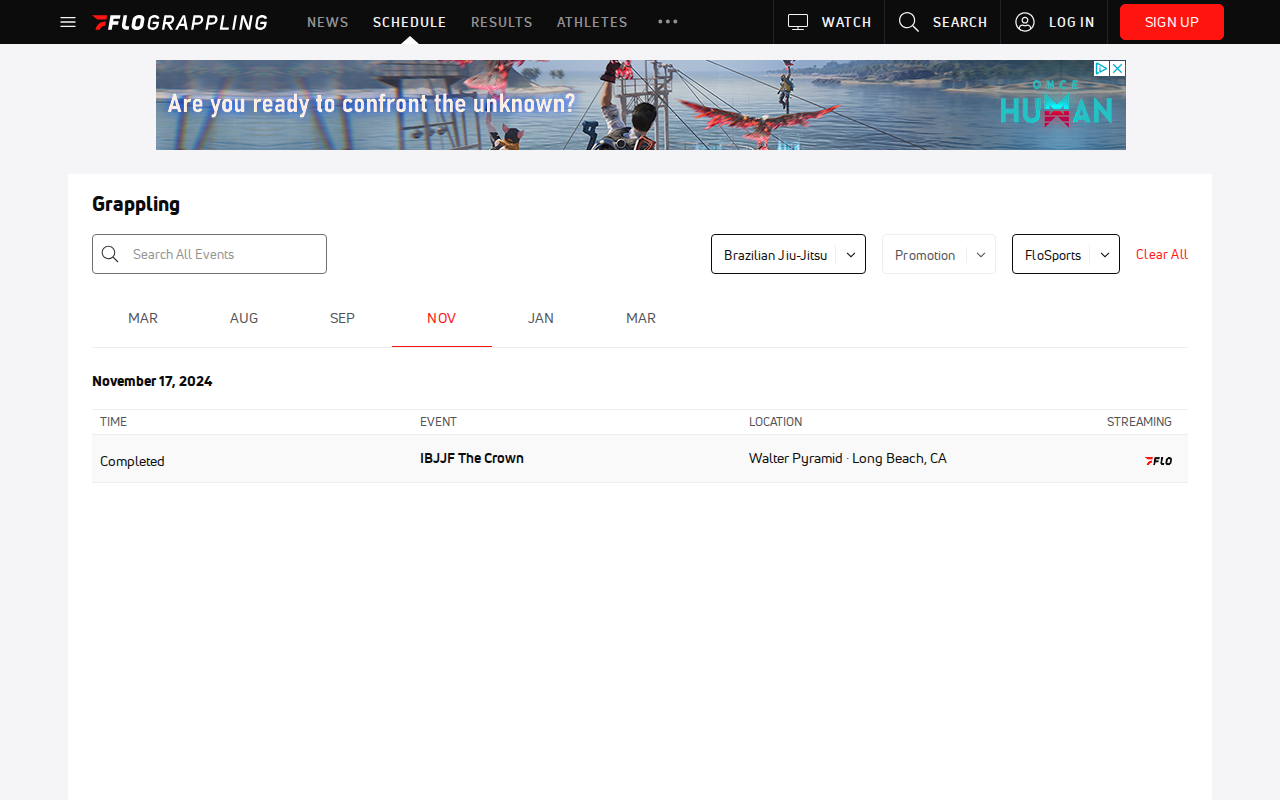 FLOGRAPPLING NEWS SCHEDULE RESULTS ATHLETES ••• WATCH SEARCH LOG IN SIGN UP
Are you ready to confront the unknown?
ONCE
HUMAN
Grappling
Search All Events Brazilian Jiu-Jitsu Promotion FloSports Clear All
MAR AUG SEP NOV JAN MAR
November 17, 2024
TIME EVENT LOCATION STREAMING
Completed IBJJF The Crown Walter Pyramid · Long Beach, CA FLO